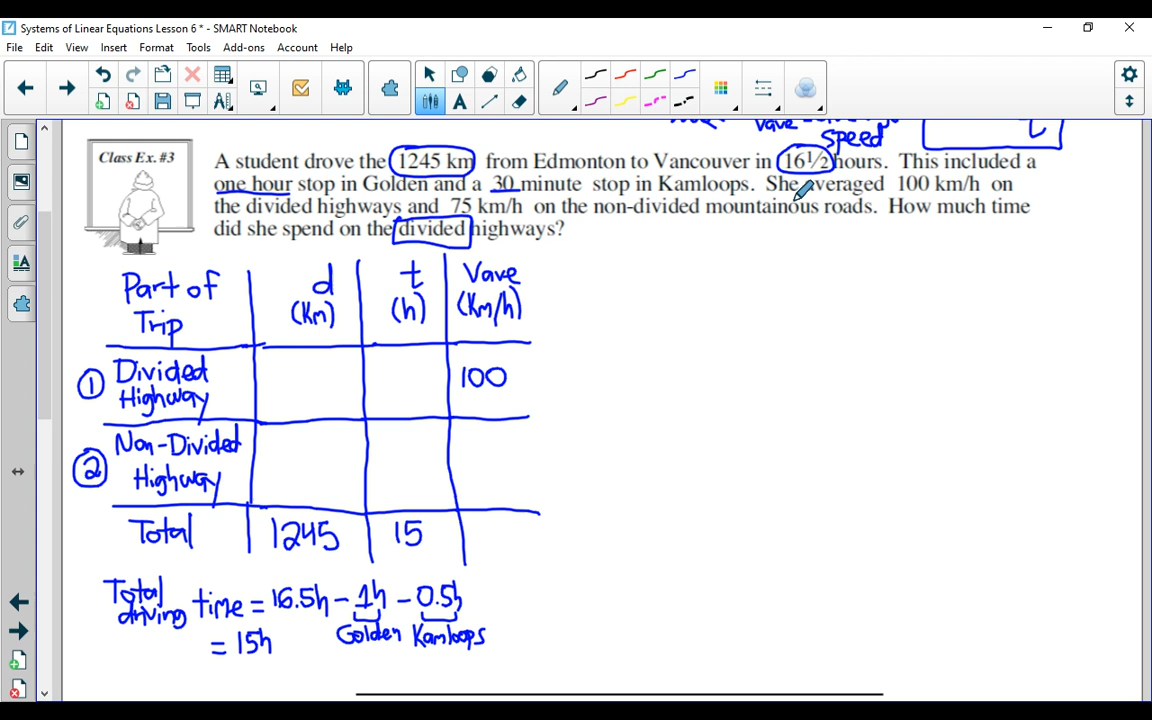 Systems of Linear Equations Lesson 6 * - SMART Notebook
File Edit View Insert Format Tools Add-ons Account Help
speed
Class Ex. #3
A student drove the 1245 km from Edmonton to Vancouver in 16½ hours. This included a
one hour stop in Golden and a 30 minute stop in Kamloops. She averaged 100 km/h on
the divided highways and 75 km/h on the non-divided mountainous roads. How much time
did she spend on the divided highways?
Part of Trip d (Km) t (h) Vave (Km/h)
① Divided Highway 100
② Non-Divided Highway
Total 1245 15
Total driving time = 16.5h - 1h - 0.5h
Golden Kamloops
= 15h